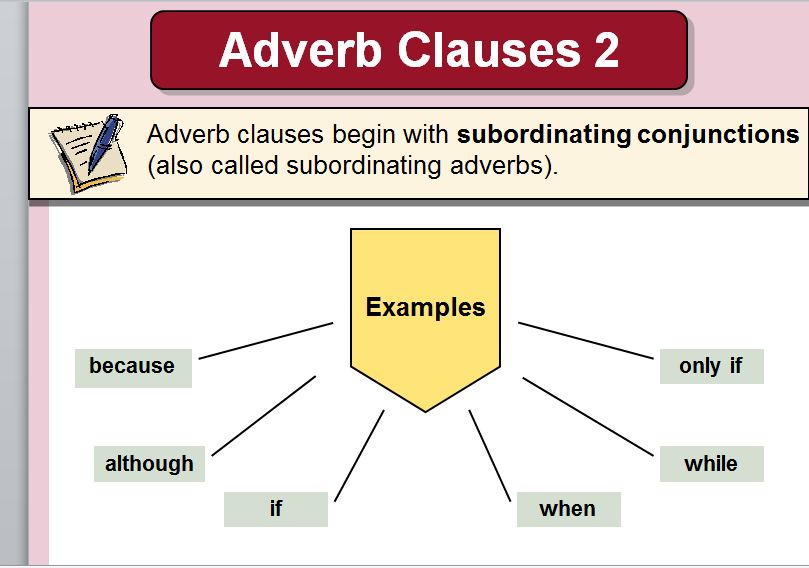 Adverb Clauses 2
Adverb clauses begin with subordinating conjunctions
(also called subordinating adverbs).
Examples
because
only if
although
while
if
when